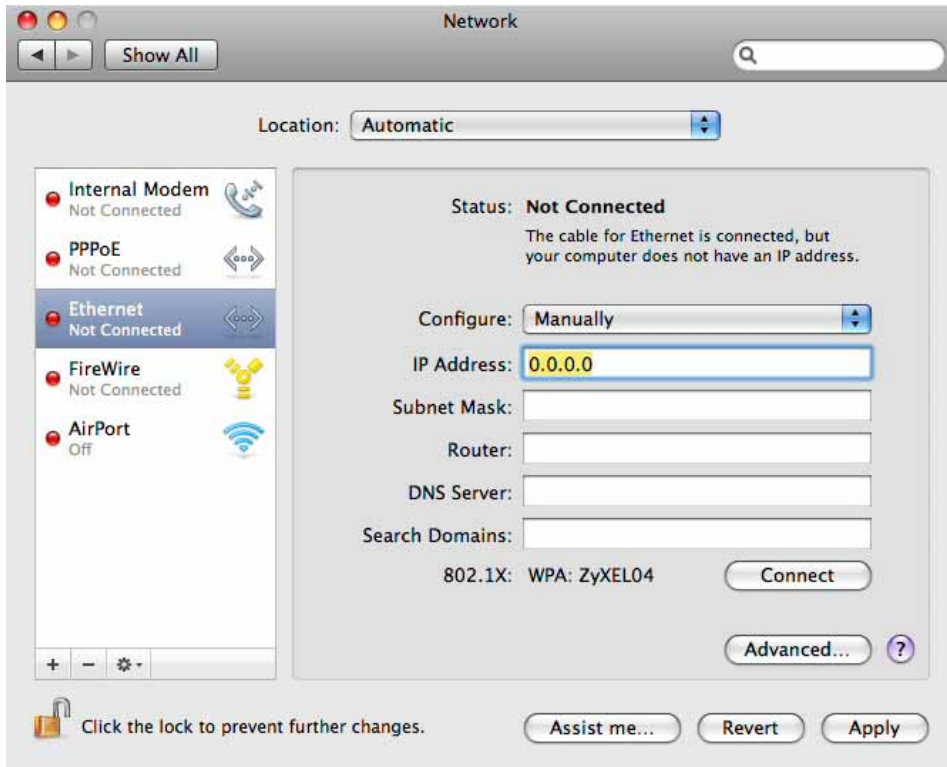 Network
Show All
Location: Automatic
Internal Modem
Not Connected
PPPoE
Not Connected
Ethernet
Not Connected
FireWire
Not Connected
AirPort
Off
Status: Not Connected
The cable for Ethernet is connected, but
your computer does not have an IP address.
Configure: Manually
IP Address: 0.0.0.0
Subnet Mask:
Router:
DNS Server:
Search Domains:
802.1X: WPA: ZyXEL04 Connect
Advanced... ?
Click the lock to prevent further changes.
Assist me... Revert Apply